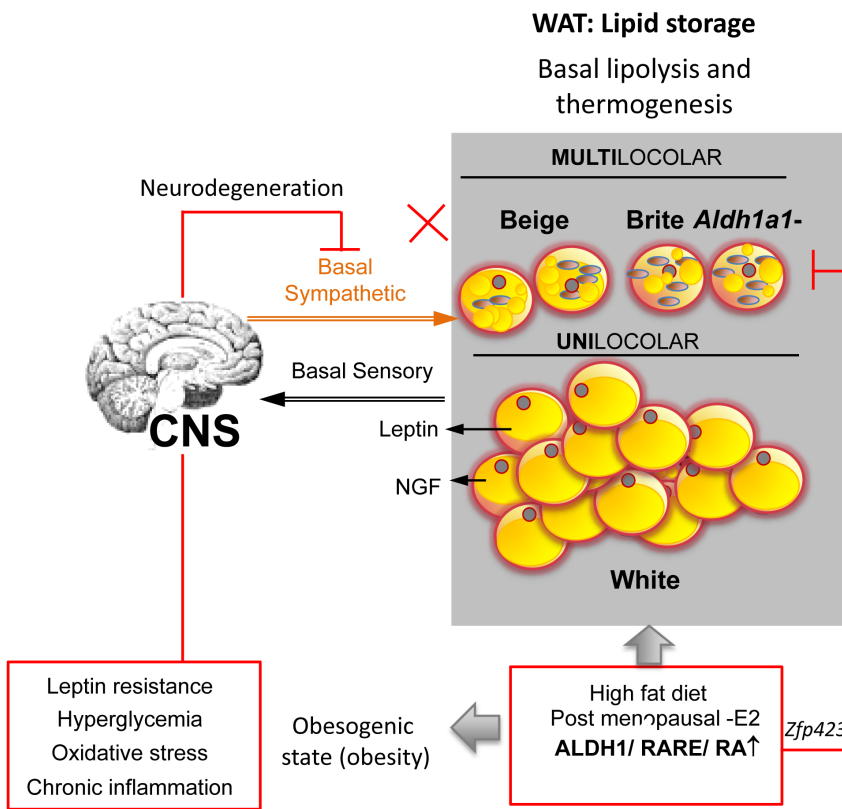 WAT: Lipid storage
Basal lipolysis and
thermogenesis
MULTILOCOLAR
Neurodegeneration
Beige
Brite Aldh1a1-
Basal
Sympathetic
UNILOCOLAR
Basal Sensory
CNS
Leptin
NGF
White
Leptin resistance
Hyperglycemia
Oxidative stress
Chronic inflammation
Obesogenic
state (obesity)
High fat diet
Post menopausal -E2
ALDH1/ RARE/ RA↑
Zfp423